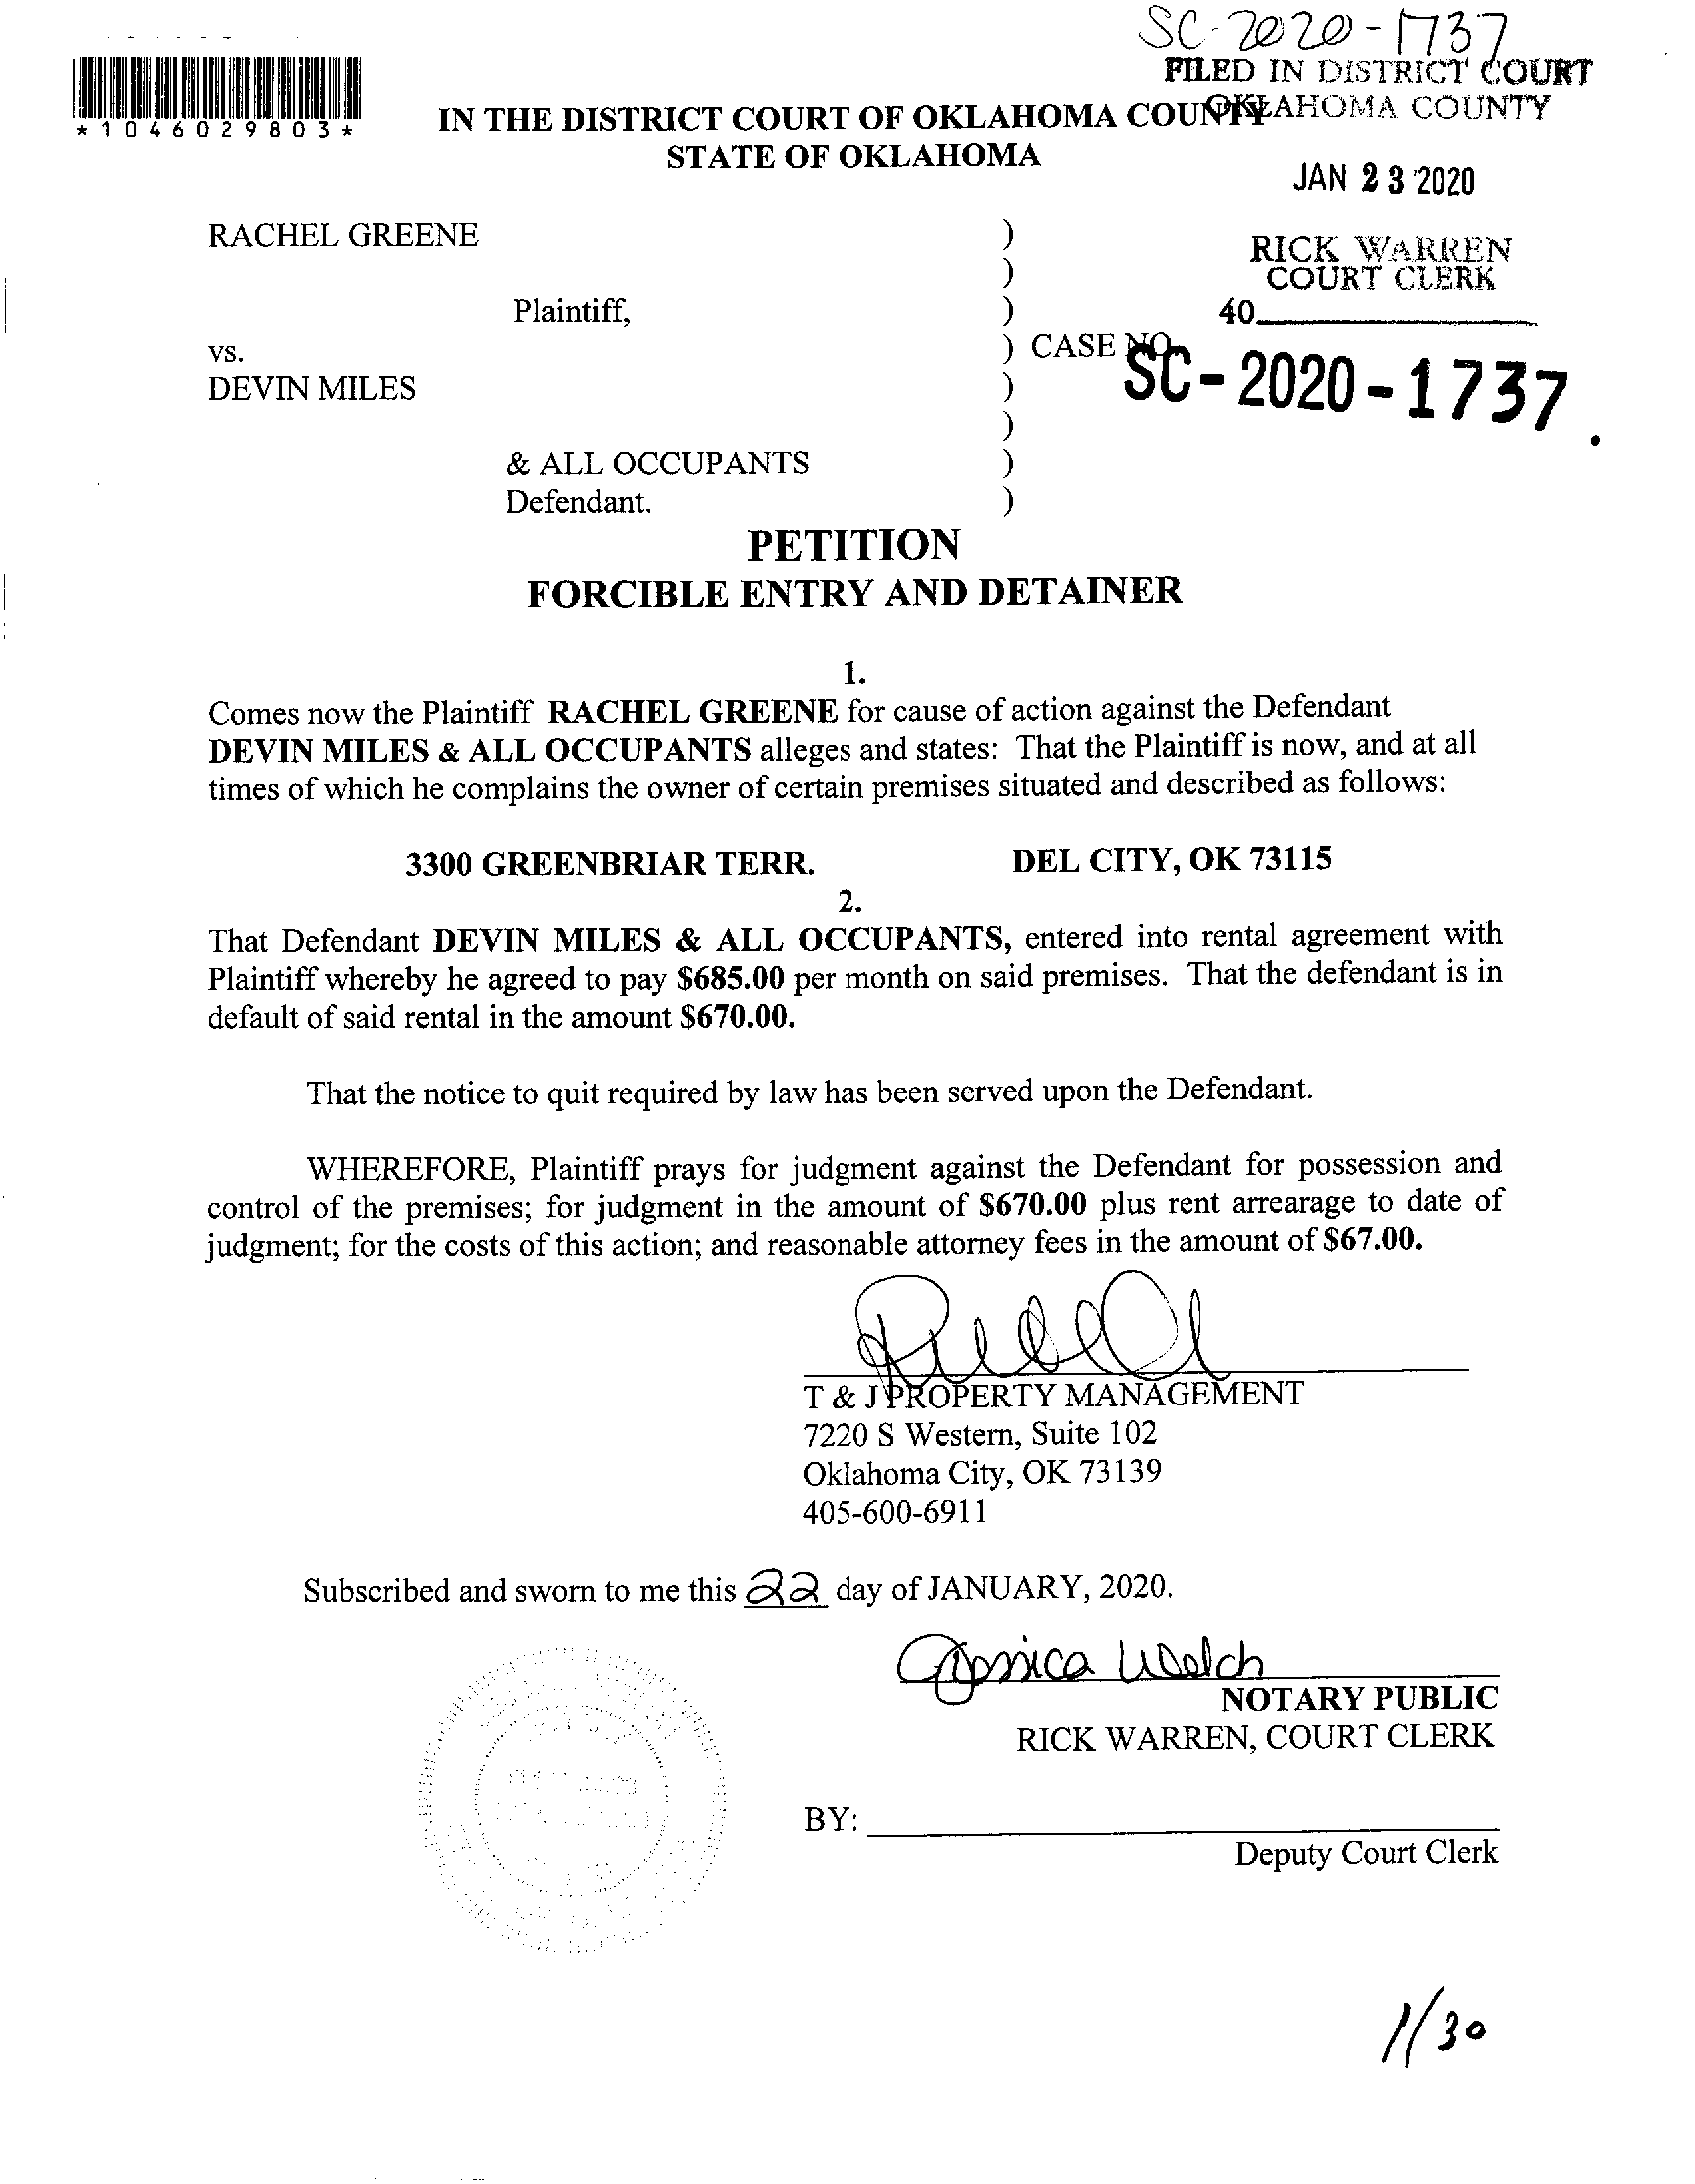 SC-2020-1737
FILED IN DISTRICT COURT
OKLAHOMA COUNTY
*1046029803*
IN THE DISTRICT COURT OF OKLAHOMA COUNTY
STATE OF OKLAHOMA
JAN 23 2020
RACHEL GREENE )
RICK WARREN
)
COURT CLERK
Plaintiff, )
40
vs. ) CASE NO.
SC-2020-1737
DEVIN MILES )
)
& ALL OCCUPANTS )
Defendant. )
PETITION
FORCIBLE ENTRY AND DETAINER
1.
Comes now the Plaintiff RACHEL GREENE for cause of action against the Defendant
DEVIN MILES & ALL OCCUPANTS alleges and states: That the Plaintiff is now, and at all
times of which he complains the owner of certain premises situated and described as follows:
3300 GREENBRIAR TERR. DEL CITY, OK 73115
2.
That Defendant DEVIN MILES & ALL OCCUPANTS, entered into rental agreement with
Plaintiff whereby he agreed to pay $685.00 per month on said premises. That the defendant is in
default of said rental in the amount $670.00.
That the notice to quit required by law has been served upon the Defendant.
WHEREFORE, Plaintiff prays for judgment against the Defendant for possession and
control of the premises; for judgment in the amount of $670.00 plus rent arrearage to date of
judgment; for the costs of this action; and reasonable attorney fees in the amount of $67.00.
T & J PROPERTY MANAGEMENT
7220 S Western, Suite 102
Oklahoma City, OK 73139
405-600-6911
Subscribed and sworn to me this 22 day of JANUARY, 2020.
Jessica Welch
NOTARY PUBLIC
RICK WARREN, COURT CLERK
BY:
Deputy Court Clerk
1/30